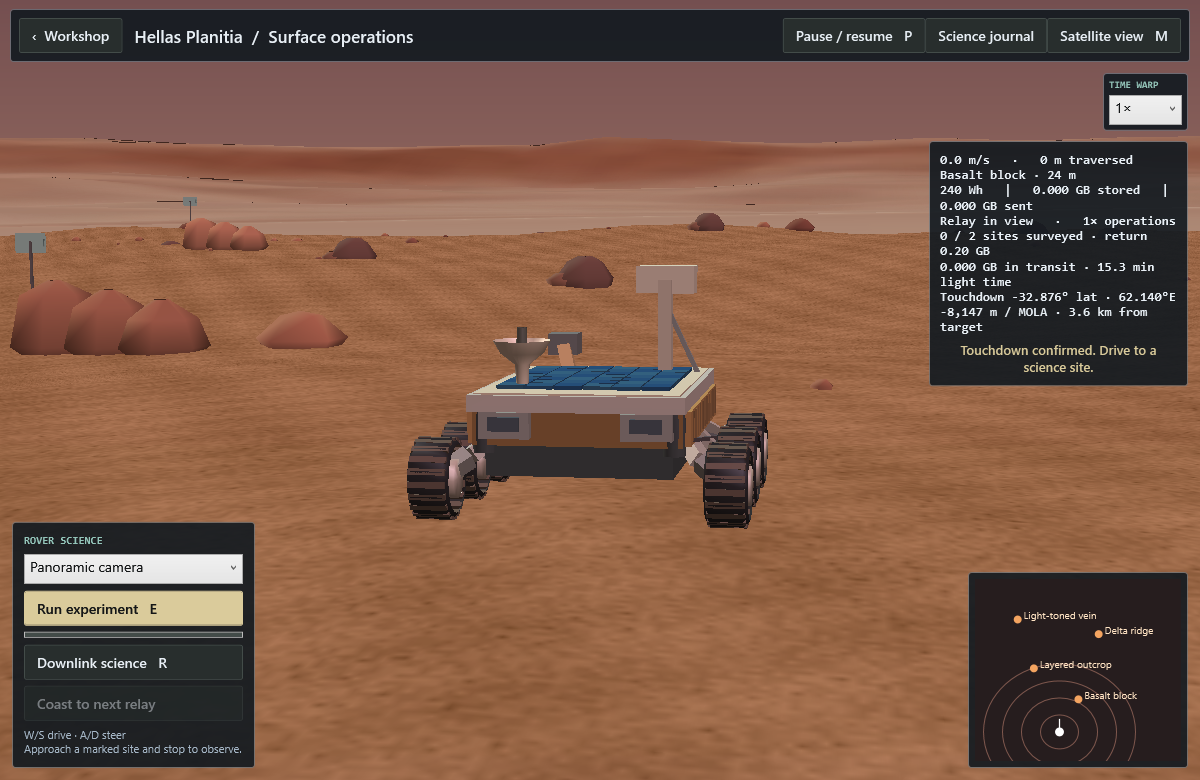 ‹ Workshop
Hellas Planitia / Surface operations
Pause / resume P
Science journal
Satellite view M
TIME WARP
1×
0.0 m/s · 0 m traversed
Basalt block · 24 m
240 Wh | 0.000 GB stored |
0.000 GB sent
Relay in view · 1× operations
0 / 2 sites surveyed · return
0.20 GB
0.000 GB in transit · 15.3 min
light time
Touchdown -32.876° lat · 62.140°E
-8,147 m / MOLA · 3.6 km from
target
Touchdown confirmed. Drive to a
science site.
ROVER SCIENCE
Panoramic camera
Run experiment E
Downlink science R
Coast to next relay
W/S drive · A/D steer
Approach a marked site and stop to observe.
Light-toned vein
Delta ridge
Layered outcrop
Basalt block